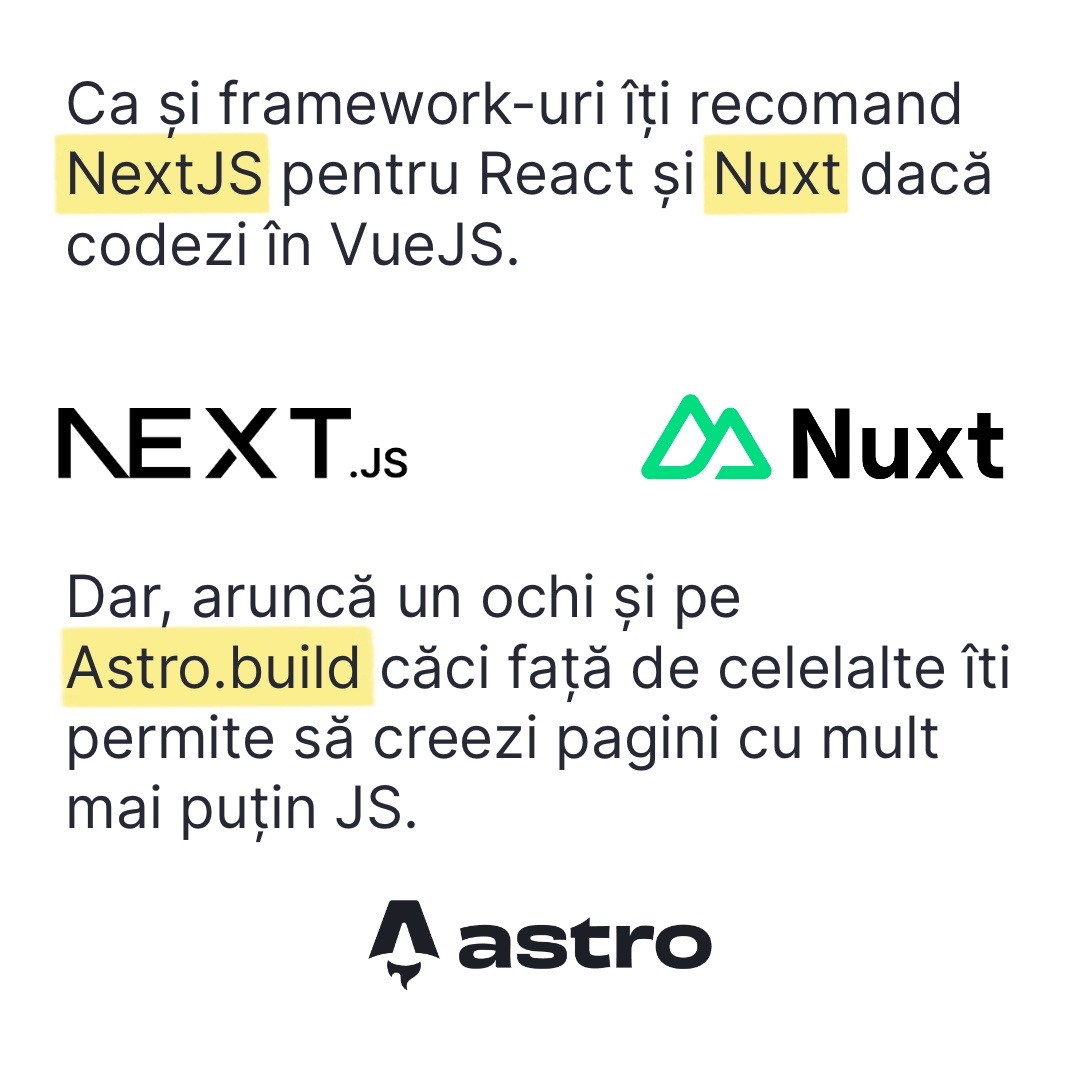 Ca și framework-uri îți recomand
NextJS pentru React și Nuxt dacă
codezi în VueJS.
NEXT.JS
Nuxt
Dar, aruncă un ochi și pe
Astro.build căci față de celelalte îti
permite să creezi pagini cu mult
mai puțin JS.
astro